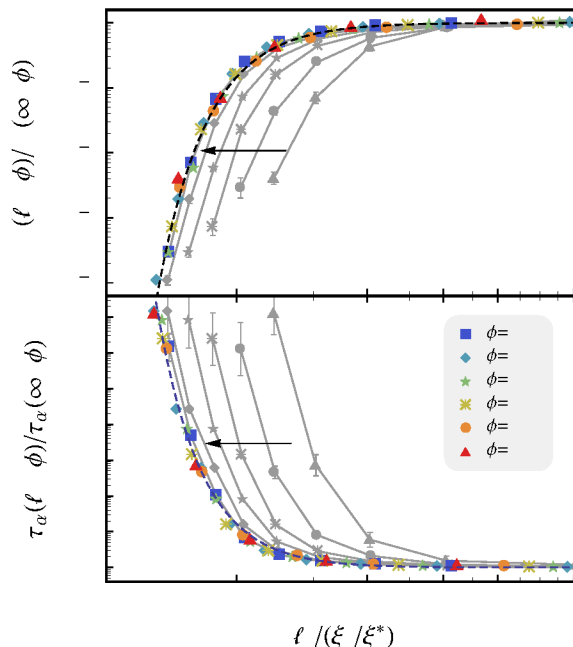 (ℓ ϕ)/ (∞ ϕ)
τα(ℓ ϕ)/τα(∞ ϕ)
ϕ=
ϕ=
ϕ=
ϕ=
ϕ=
ϕ=
ℓ /(ξ /ξ*)